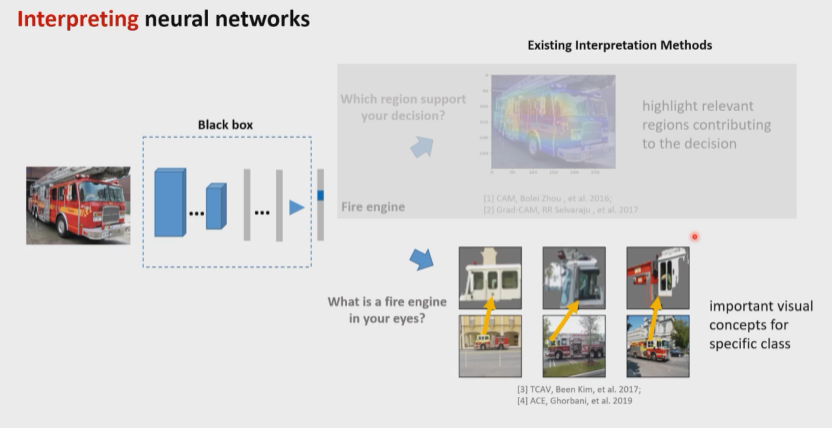 Interpreting neural networks
Existing Interpretation Methods
Black box
Which region support
your decision?
highlight relevant
regions contributing
to the decision
Fire engine
[1] CAM, Bolei Zhou , et al. 2016;
[2] Grad-CAM, RR Selvaraju , et al. 2017
What is a fire engine
in your eyes?
important visual
concepts for
specific class
[3] TCAV, Been Kim, et al. 2017;
[4] ACE, Ghorbani, et al. 2019